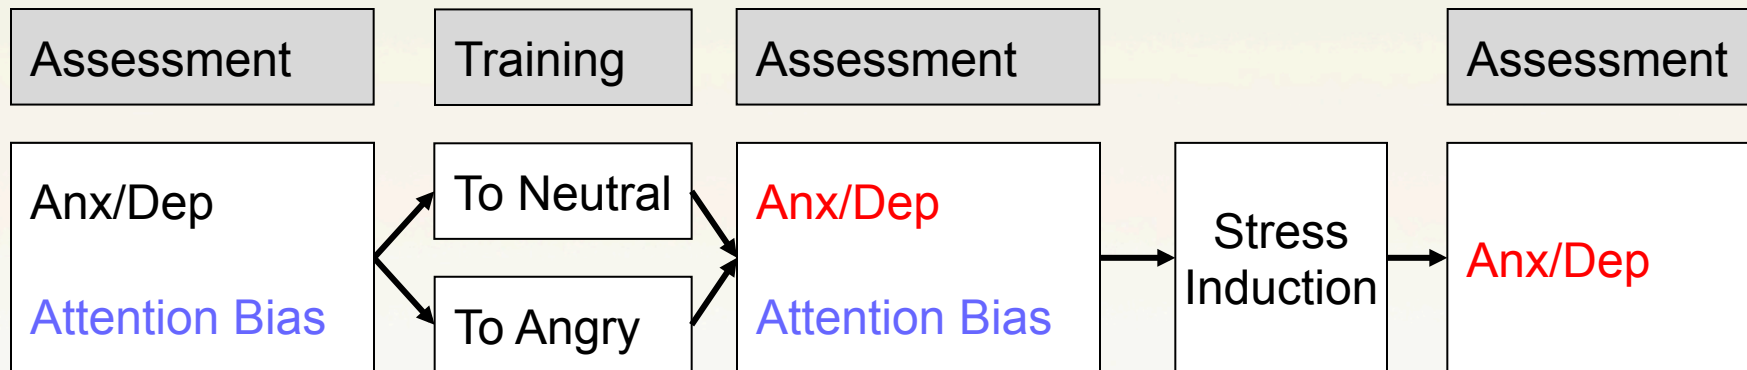 Assessment
Training
Assessment
Assessment
Anx/Dep
Attention Bias
To Neutral
To Angry
Anx/Dep
Attention Bias
Stress
Induction
Anx/Dep